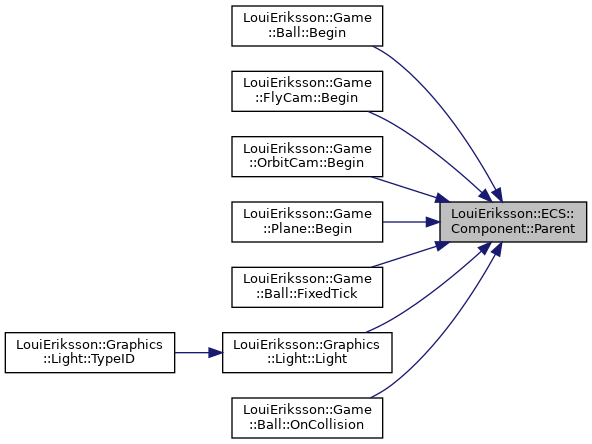 LouiEriksson::Game
::Ball::Begin
LouiEriksson::Game
::FlyCam::Begin
LouiEriksson::Game
::OrbitCam::Begin
LouiEriksson::ECS::
Component::Parent
LouiEriksson::Game
::Plane::Begin
LouiEriksson::Game
::Ball::FixedTick
LouiEriksson::Graphics
::Light::TypeID
LouiEriksson::Graphics
::Light::Light
LouiEriksson::Game
::Ball::OnCollision